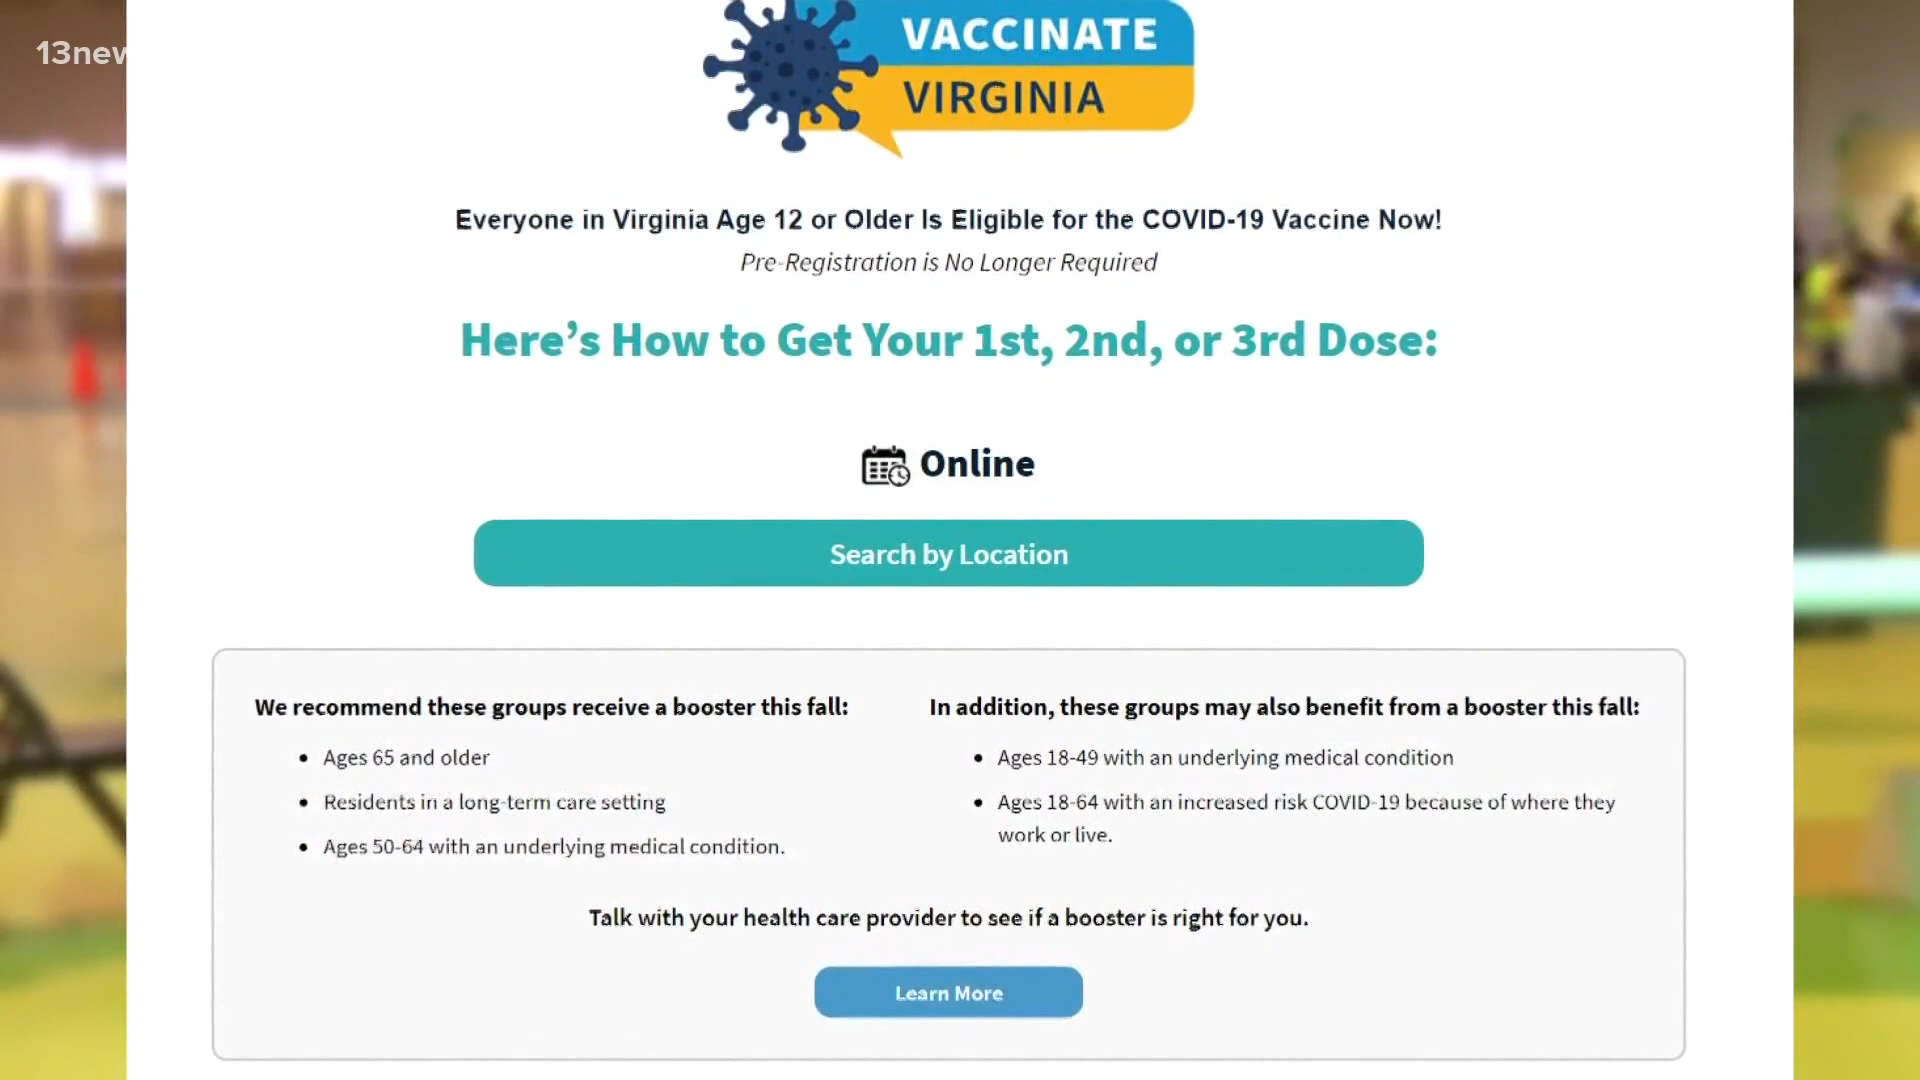 13new
VACCINATE
VIRGINIA
Everyone in Virginia Age 12 or Older Is Eligible for the COVID-19 Vaccine Now!
Pre-Registration is No Longer Required
Here's How to Get Your 1st, 2nd, or 3rd Dose:
Online
Search by Location
We recommend these groups receive a booster this fall:
• Ages 65 and older
• Residents in a long-term care setting
• Ages 50-64 with an underlying medical condition.
In addition, these groups may also benefit from a booster this fall:
• Ages 18-49 with an underlying medical condition
• Ages 18-64 with an increased risk COVID-19 because of where they
work or live.
Talk with your health care provider to see if a booster is right for you.
Learn More